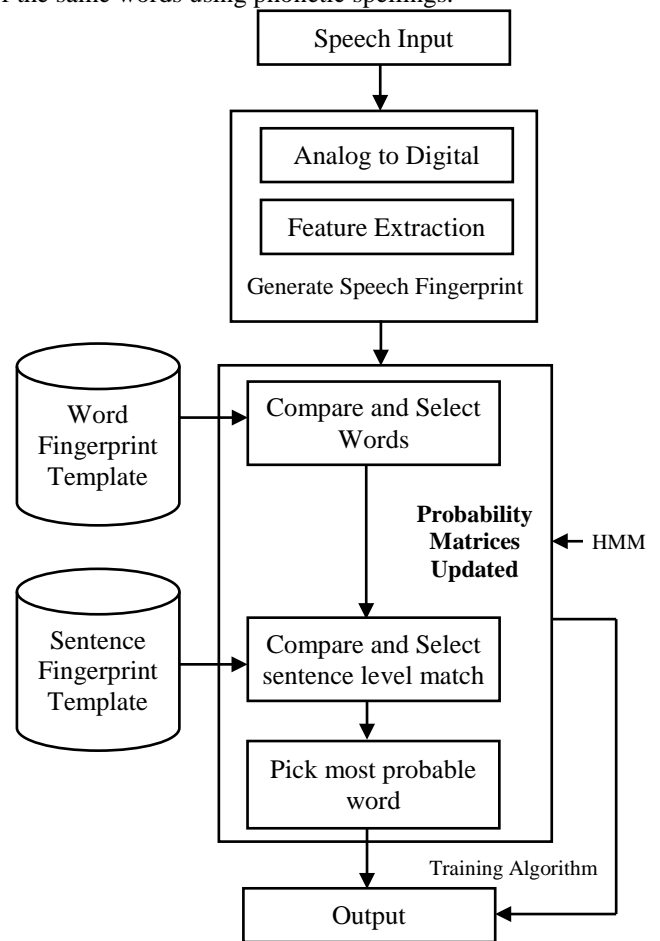 the same words using phonetic spellings.
Speech Input
Analog to Digital
Feature Extraction
Generate Speech Fingerprint
Word
Fingerprint
Template
Compare and Select
Words
Probability
Matrices
Updated
HMM
Sentence
Fingerprint
Template
Compare and Select
sentence level match
Pick most probable
word
Training Algorithm
Output